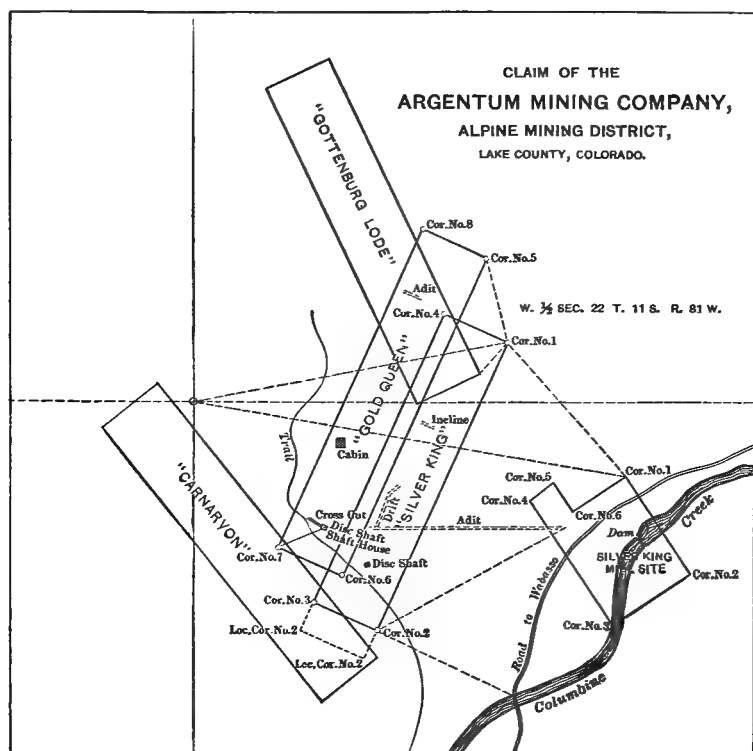 CLAIM OF THE
ARGENTUM MINING COMPANY,
ALPINE MINING DISTRICT,
LAKE COUNTY, COLORADO.
"GOTTENBURG LODE"
Cor.No.8
Cor.No.5
Adit
Cor.No.4
W. ½ SEC. 22 T. 11 S. R. 81 W.
Cor.No.1
"GOLD QUEEN"
Incline
Trail
Cabin
"SILVER KING"
Drift
"CARNARVON"
Cor.No.5
Cor.No.1
Cor.No.4
Cross Cut
Disc Shaft
Shaft House
Adit
Cor.No.6
Dam
Creek
Cor.No.7
Disc Shaft
SILVER KING
MILL SITE
Cor.No.6
Cor.No.2
Road to Wabasso
Cor.No.3
Loc.Cor.No.2
Cor.No.2
Cor.No.3
Loc.Cor.No.2
Columbine